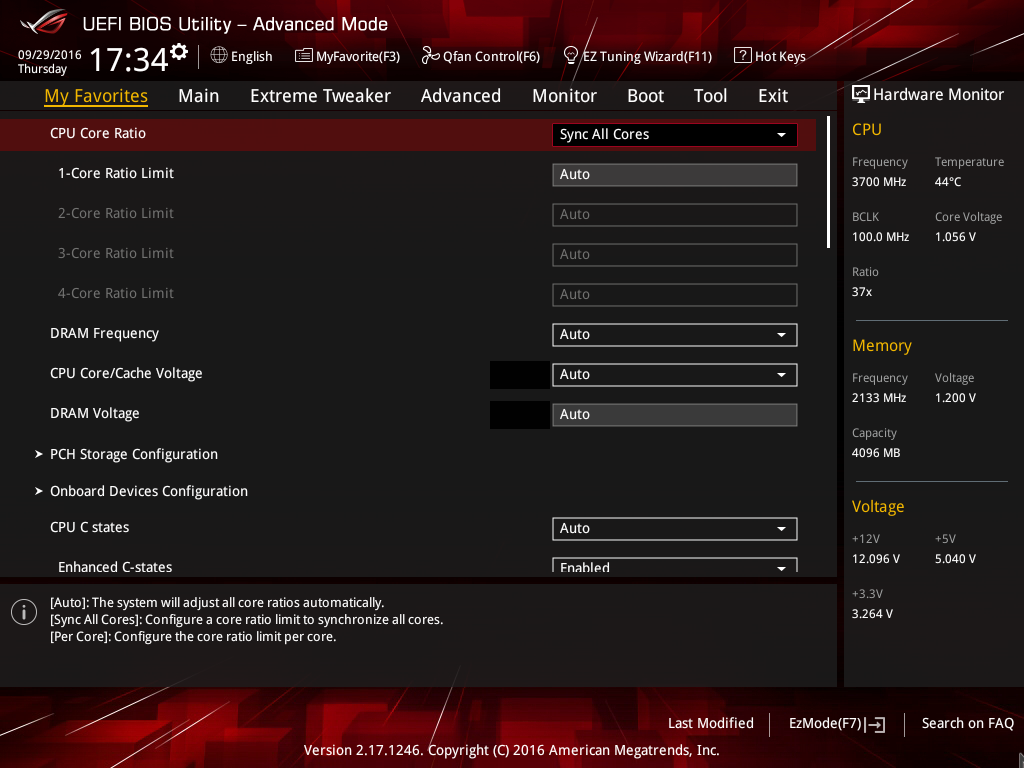 UEFI BIOS Utility – Advanced Mode
09/29/2016
Thursday
17:34
English
MyFavorite(F3)
Qfan Control(F6)
EZ Tuning Wizard(F11)
? Hot Keys
My Favorites Main Extreme Tweaker Advanced Monitor Boot Tool Exit
CPU Core Ratio Sync All Cores
1-Core Ratio Limit Auto
2-Core Ratio Limit Auto
3-Core Ratio Limit Auto
4-Core Ratio Limit Auto
DRAM Frequency Auto
CPU Core/Cache Voltage Auto
DRAM Voltage Auto
PCH Storage Configuration
Onboard Devices Configuration
CPU C states Auto
Enhanced C-states Enabled
[Auto]: The system will adjust all core ratios automatically.
[Sync All Cores]: Configure a core ratio limit to synchronize all cores.
[Per Core]: Configure the core ratio limit per core.
Hardware Monitor
CPU
Frequency Temperature
3700 MHz 44°C
BCLK Core Voltage
100.0 MHz 1.056 V
Ratio
37x
Memory
Frequency Voltage
2133 MHz 1.200 V
Capacity
4096 MB
Voltage
+12V +5V
12.096 V 5.040 V
+3.3V
3.264 V
Last Modified EzMode(F7) Search on FAQ
Version 2.17.1246. Copyright (C) 2016 American Megatrends, Inc.